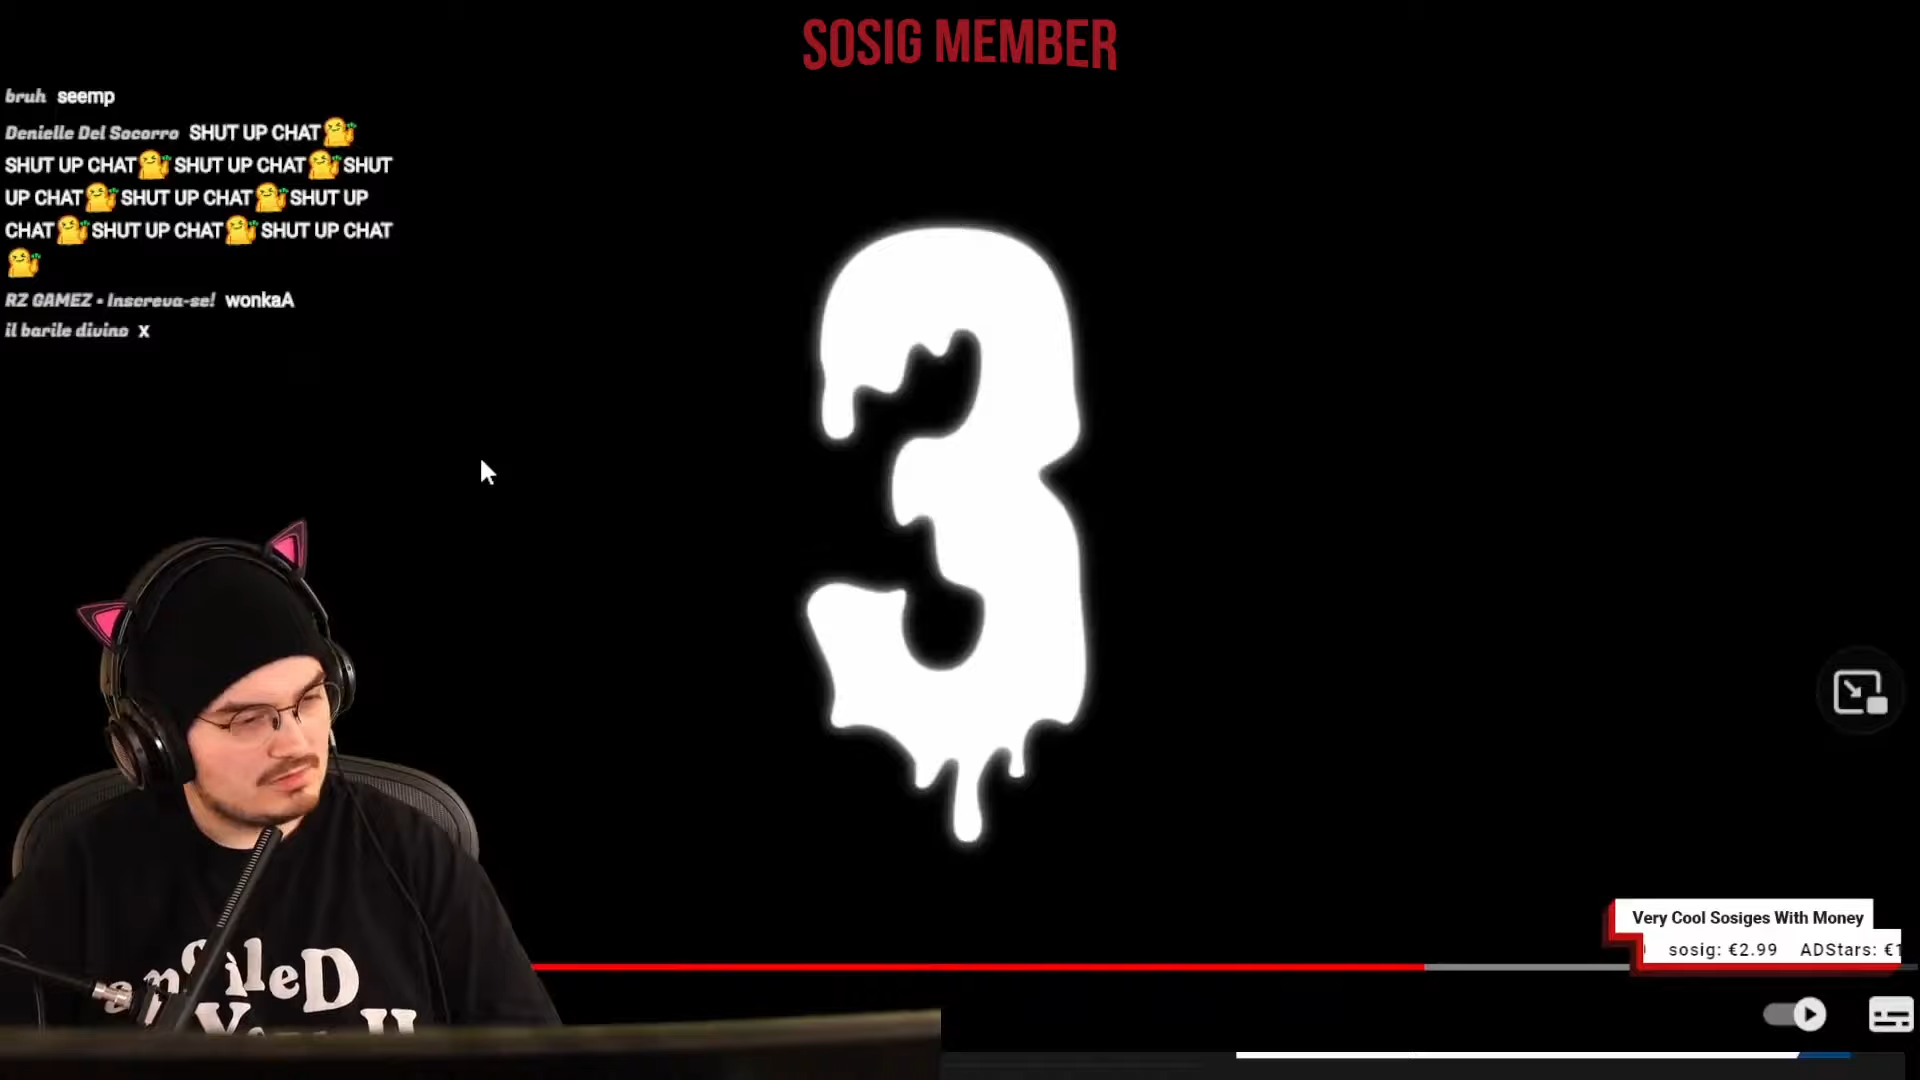 SOSIG MEMBER
bruh seemp
Denielle Del Socorro SHUT UP CHAT
SHUT UP CHAT SHUT UP CHAT SHUT
UP CHAT SHUT UP CHAT SHUT UP
CHAT SHUT UP CHAT SHUT UP CHAT
RZ GAMEZ - Inscreva-se! wonkaA
il barile divino x
3
Very Cool Sosiges With Money
sosig: €2.99 ADStars: €1